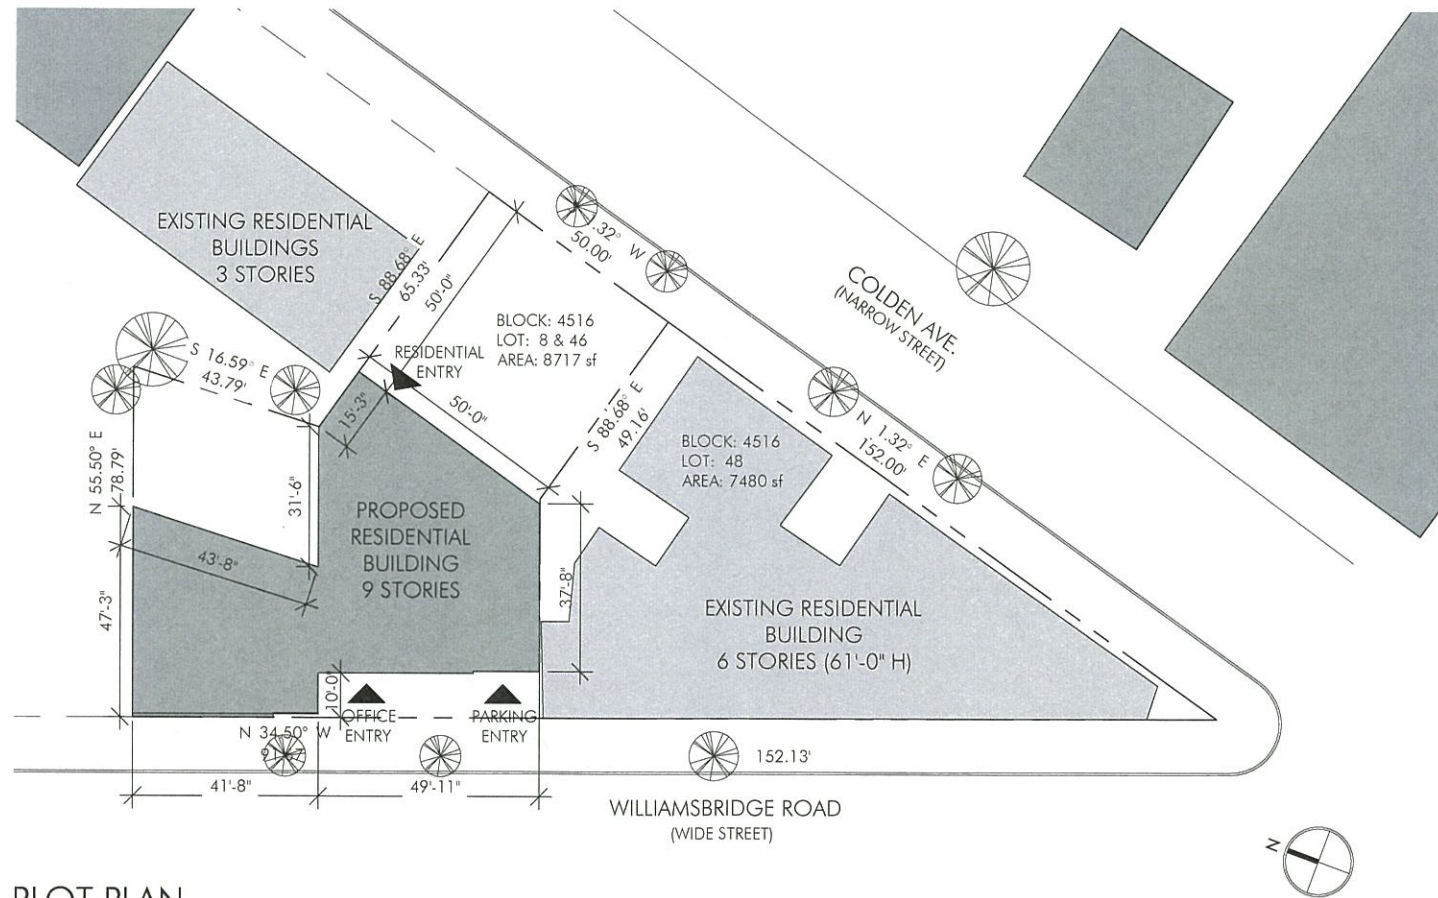 EXISTING RESIDENTIAL
BUILDINGS
3 STORIES
S 88.68° E
65.33'
50'-0"
.32° W
50.00'
COLDEN AVE.
(NARROW STREET)
BLOCK: 4516
LOT: 8 & 46
AREA: 8717 sf
RESIDENTIAL
ENTRY
S 16.59° E
43.79'
15'-3"
50'-0"
S 88.68° E
49.16'
N 1.32° E
152.00'
BLOCK: 4516
LOT: 48
AREA: 7480 sf
N 55.50° E
78.79'
31'-6"
PROPOSED
RESIDENTIAL
BUILDING
9 STORIES
43'-8"
47'-3"
37'-8"
EXISTING RESIDENTIAL
BUILDING
6 STORIES (61'-0" H)
10'-0"
OFFICE
ENTRY
PARKING
ENTRY
N 34.50° W
152.13'
41'-8"
49'-11"
WILLIAMSBRIDGE ROAD
(WIDE STREET)
N
PLOT PLAN